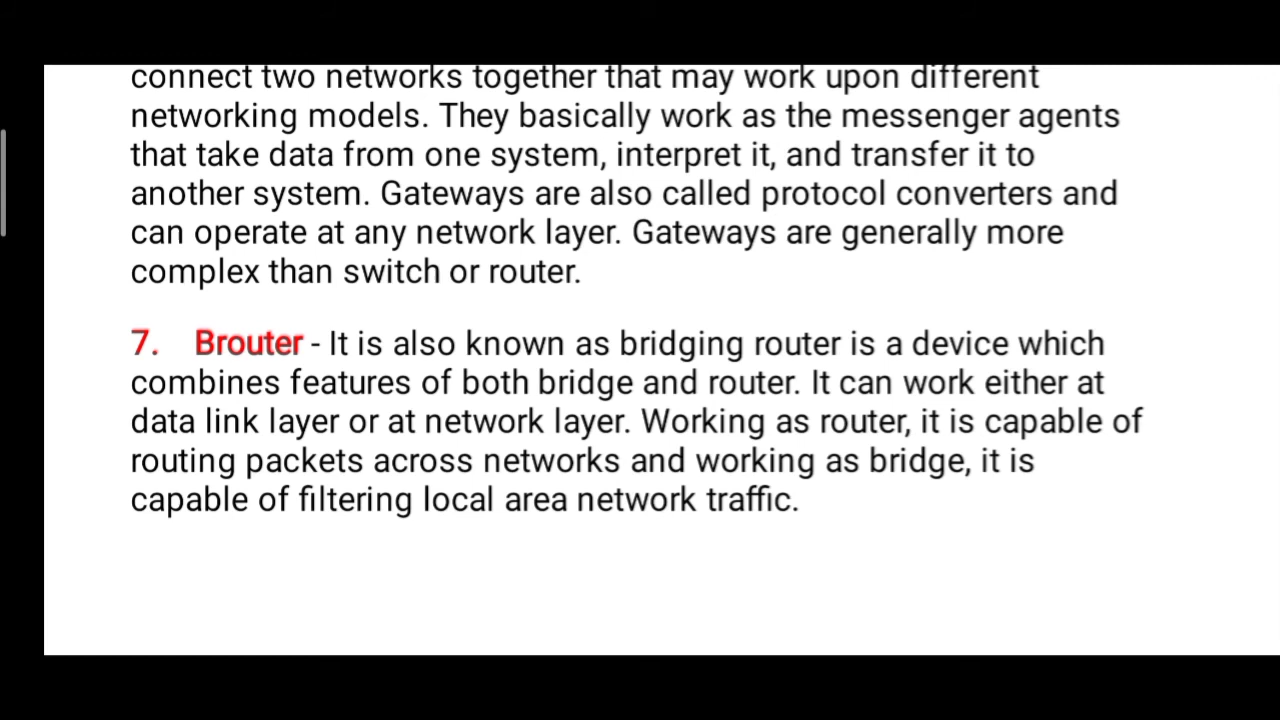 connect two networks together that may work upon different
networking models. They basically work as the messenger agents
that take data from one system, interpret it, and transfer it to
another system. Gateways are also called protocol converters and
can operate at any network layer. Gateways are generally more
complex than switch or router.
7. Brouter - It is also known as bridging router is a device which
combines features of both bridge and router. It can work either at
data link layer or at network layer. Working as router, it is capable of
routing packets across networks and working as bridge, it is
capable of filtering local area network traffic.